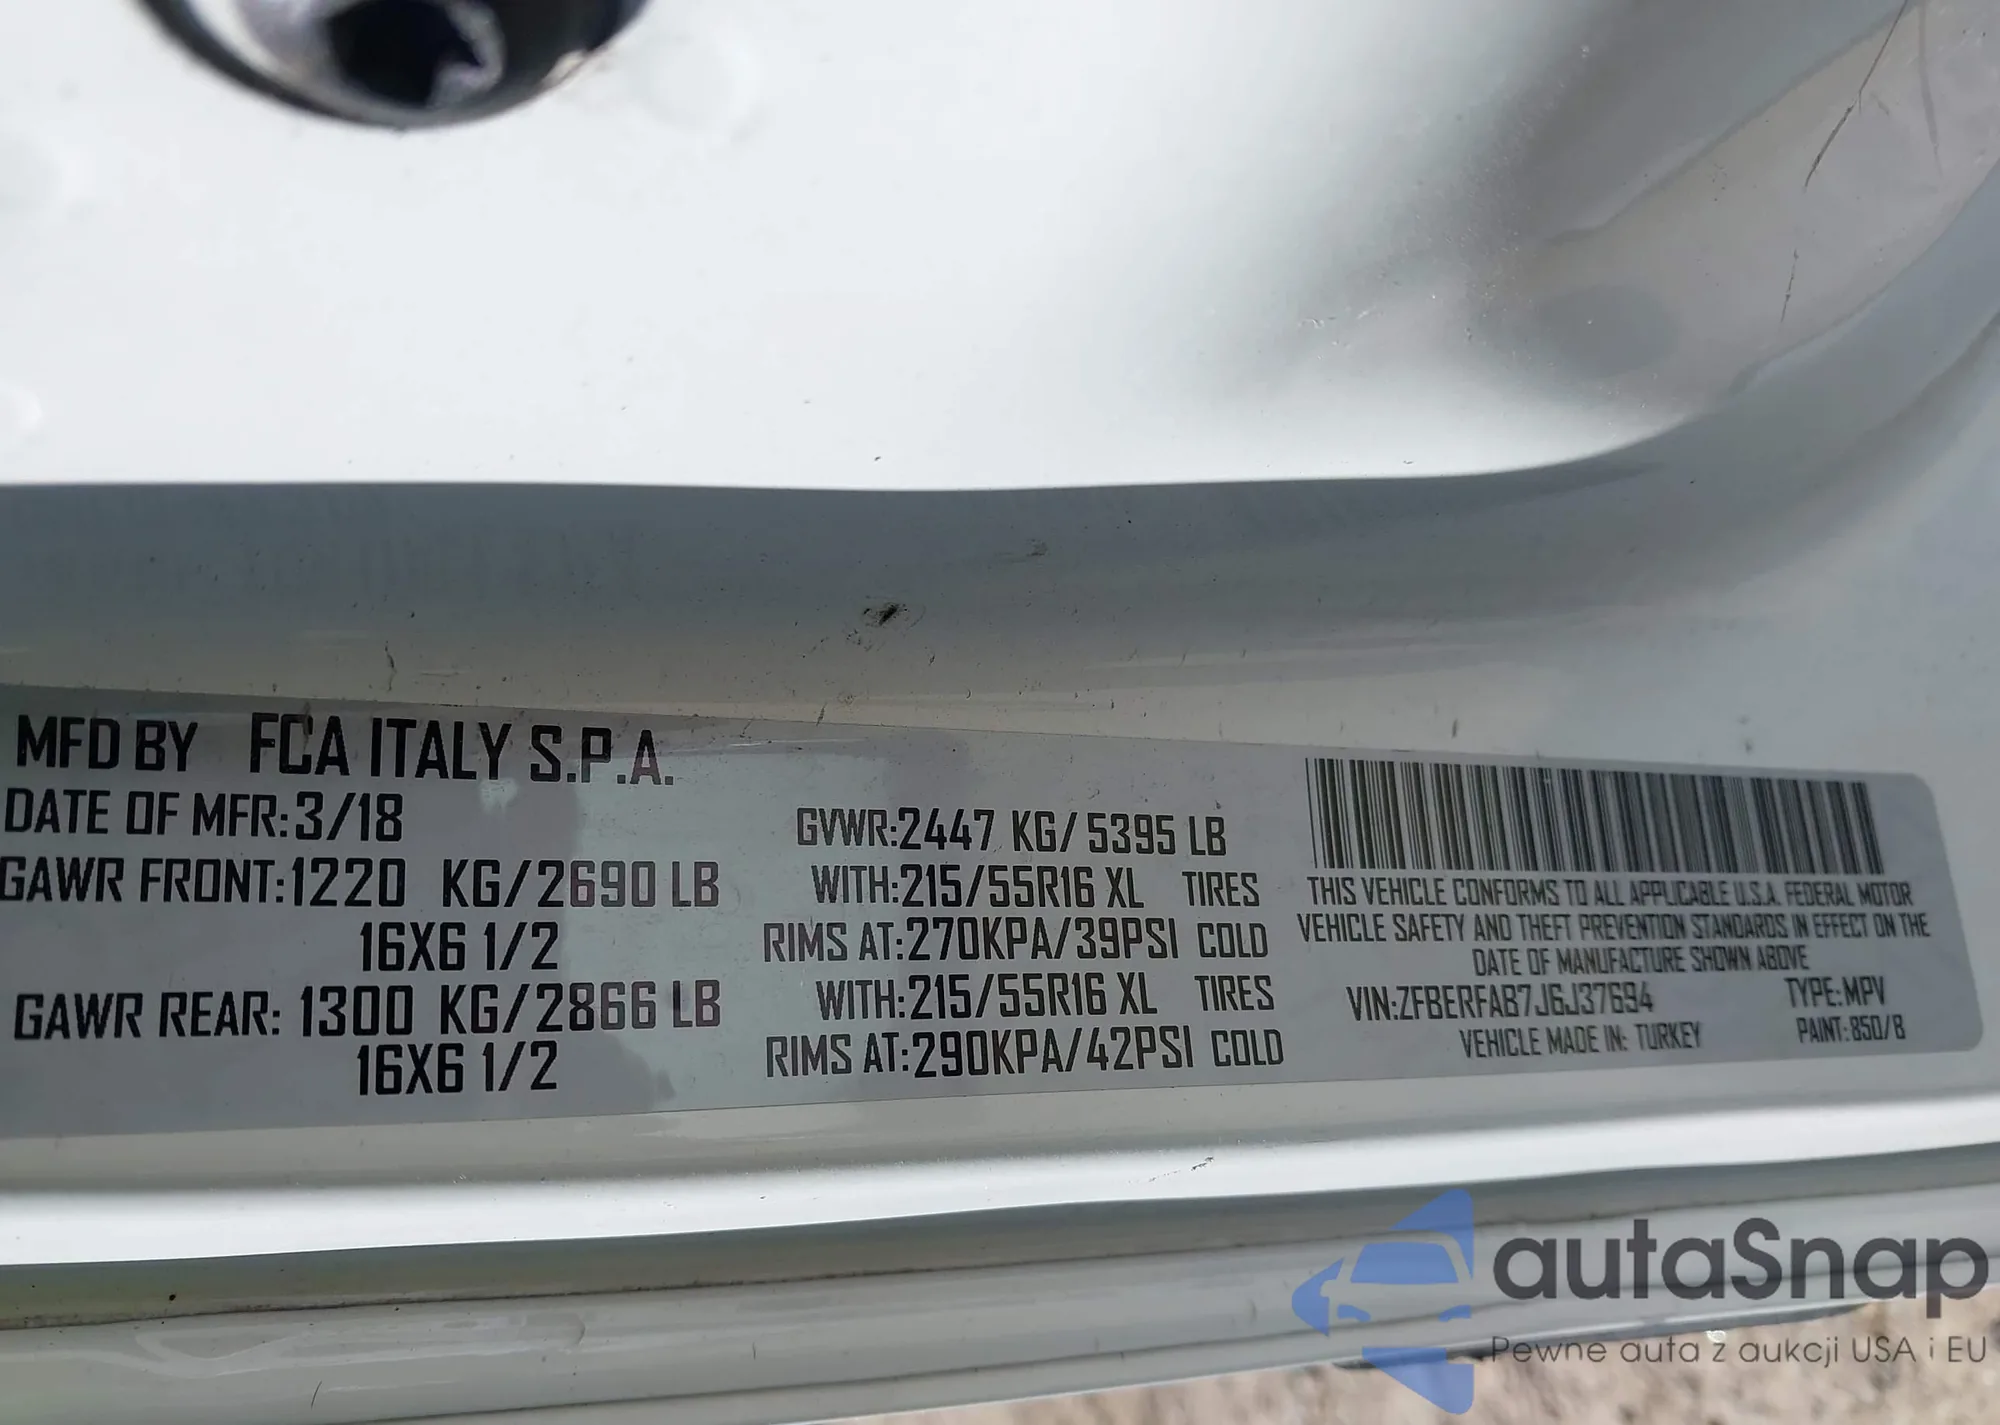 MFD BY FCA ITALY S.P.A.
DATE OF MFR:3/18
GVWR:2447 KG/ 5395 LB
GAWR FRONT:1220 KG/2690 LB WITH:215/55R16 XL TIRES
16X6 1/2 RIMS AT:270KPA/39PSI COLD
GAWR REAR: 1300 KG/2866 LB WITH:215/55R16 XL TIRES
16X6 1/2 RIMS AT:290KPA/42PSI COLD
THIS VEHICLE CONFORMS TO ALL APPLICABLE U.S.A. FEDERAL MOTOR
VEHICLE SAFETY AND THEFT PREVENTION STANDARDS IN EFFECT ON THE
DATE OF MANUFACTURE SHOWN ABOVE
VIN:ZFBERFAB7J6J37694 TYPE:MPV
VEHICLE MADE IN: TURKEY PAINT:850/B
autaSnap
Pewne auta z aukcji USA i EU